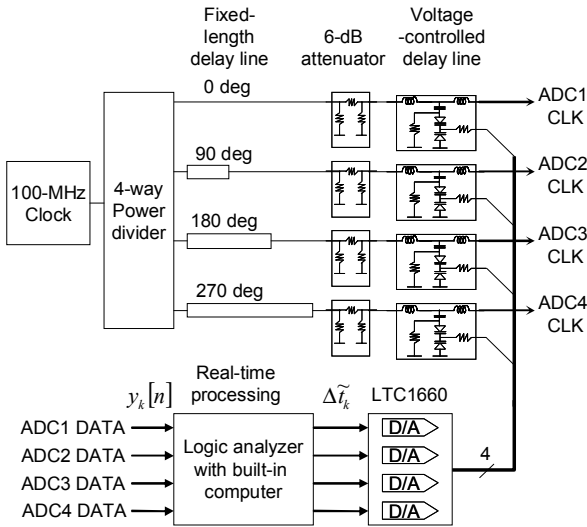 Fixed-
length
delay line
6-dB
attenuator
Voltage
-controlled
delay line
0 deg
90 deg
180 deg
270 deg
100-MHz
Clock
4-way
Power
divider
ADC1
CLK
ADC2
CLK
ADC3
CLK
ADC4
CLK
y_k[n]
Real-time
processing
Δt̃_k
LTC1660
ADC1 DATA
ADC2 DATA
ADC3 DATA
ADC4 DATA
Logic analyzer
with built-in
computer
D/A
D/A
D/A
D/A
4